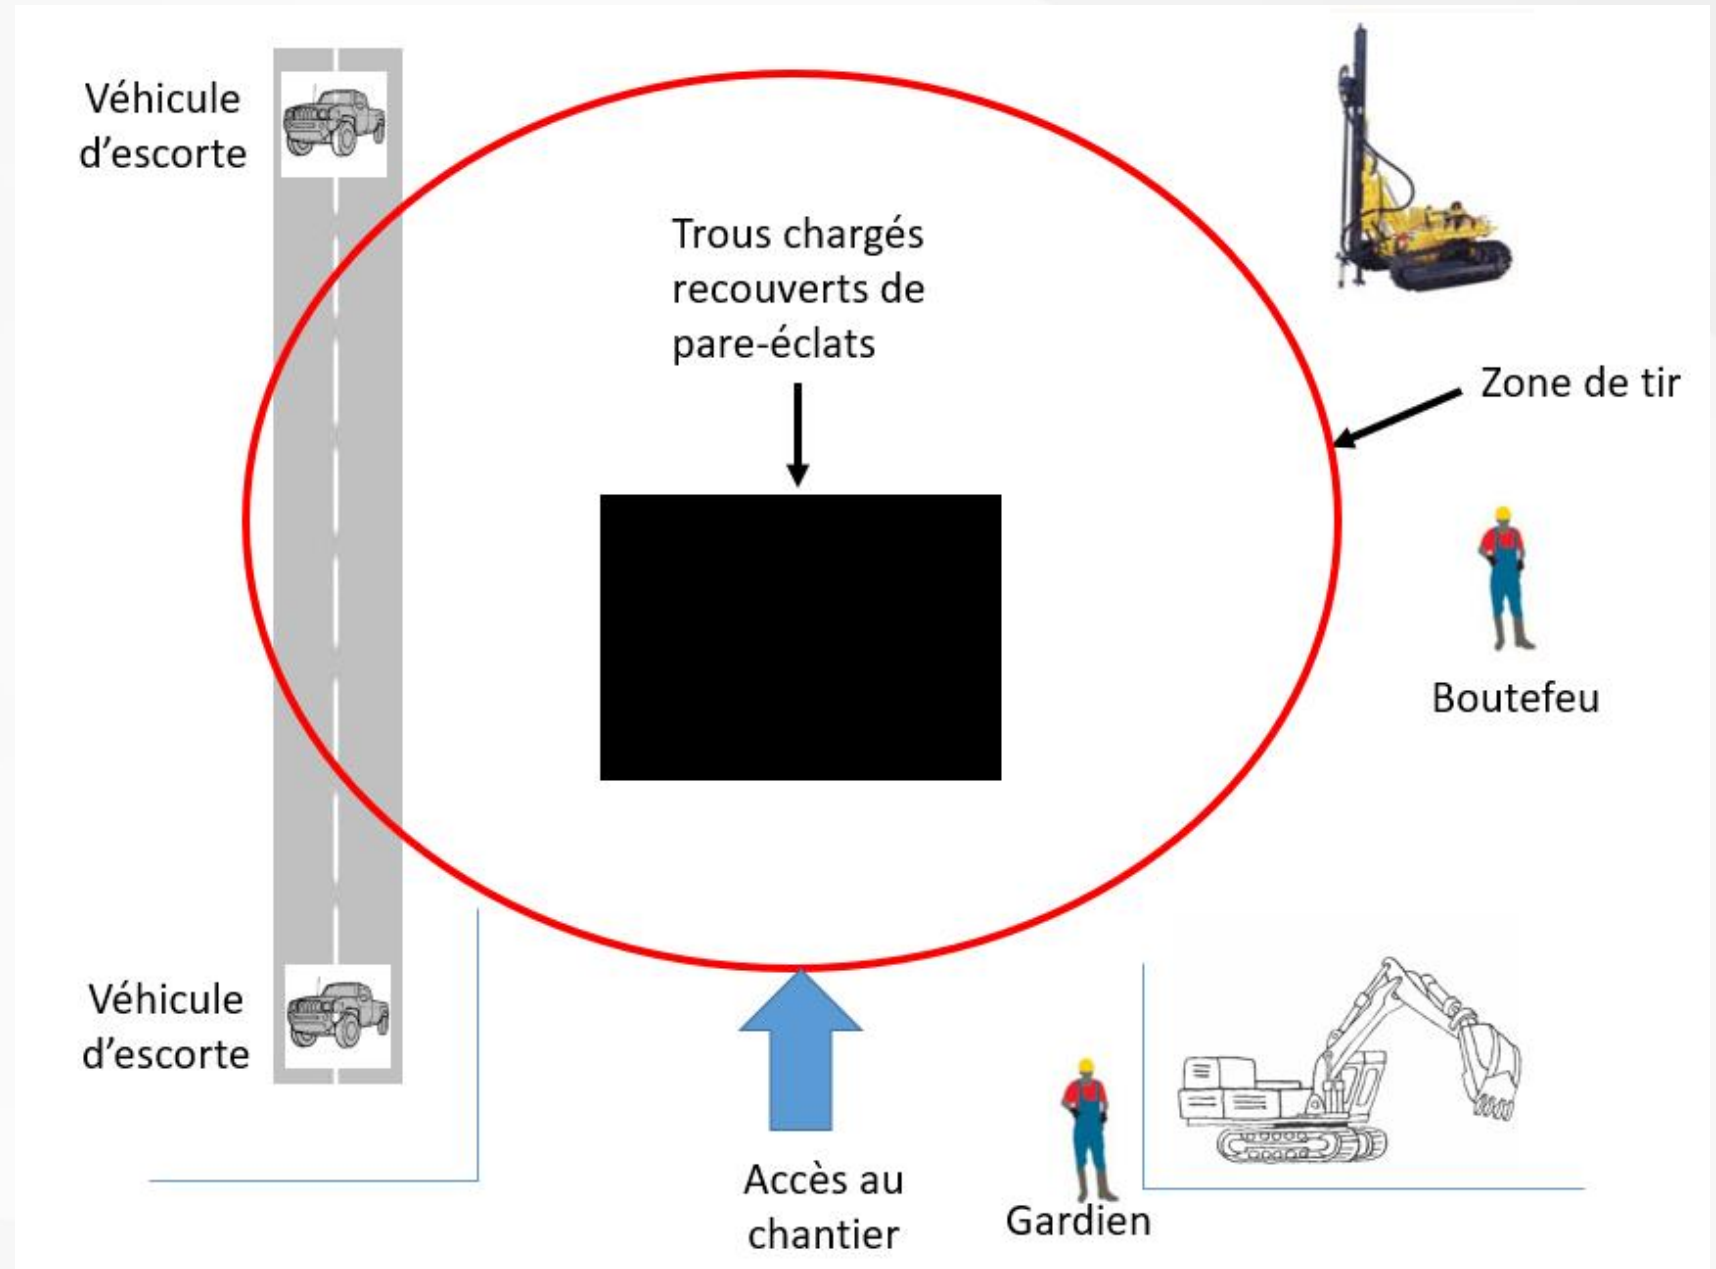 Véhicule
d'escorte
Trous chargés
recouverts de
pare-éclats
Zone de tir
Boutefeu
Véhicule
d'escorte
Accès au
chantier
Gardien